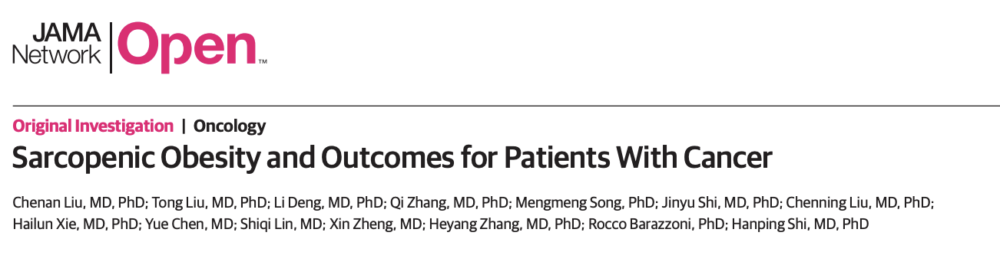 JAMA
Network
Open™
Original Investigation | Oncology
Sarcopenic Obesity and Outcomes for Patients With Cancer
Chenan Liu, MD, PhD; Tong Liu, MD, PhD; Li Deng, MD, PhD; Qi Zhang, MD, PhD; Mengmeng Song, PhD; Jinyu Shi, MD, PhD; Chenning Liu, MD, PhD;
Hailun Xie, MD, PhD; Yue Chen, MD; Shiqi Lin, MD; Xin Zheng, MD; Heyang Zhang, MD, PhD; Rocco Barazzoni, PhD; Hanping Shi, MD, PhD